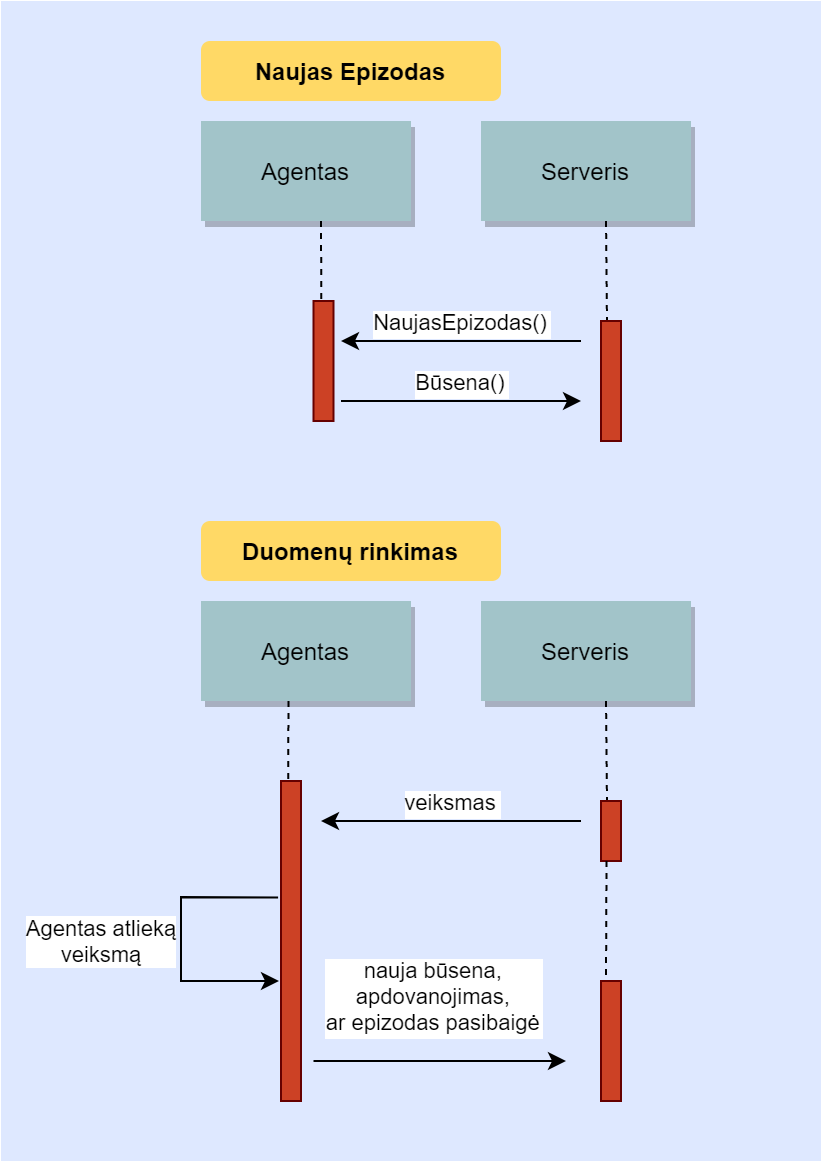 Naujas Epizodas
Agentas
Serveris
NaujasEpizodas()
Būsena()
Duomenų rinkimas
Agentas
Serveris
veiksmas
Agentas atlieką
veiksmą
nauja būsena,
apdovanojimas,
ar epizodas pasibaigė